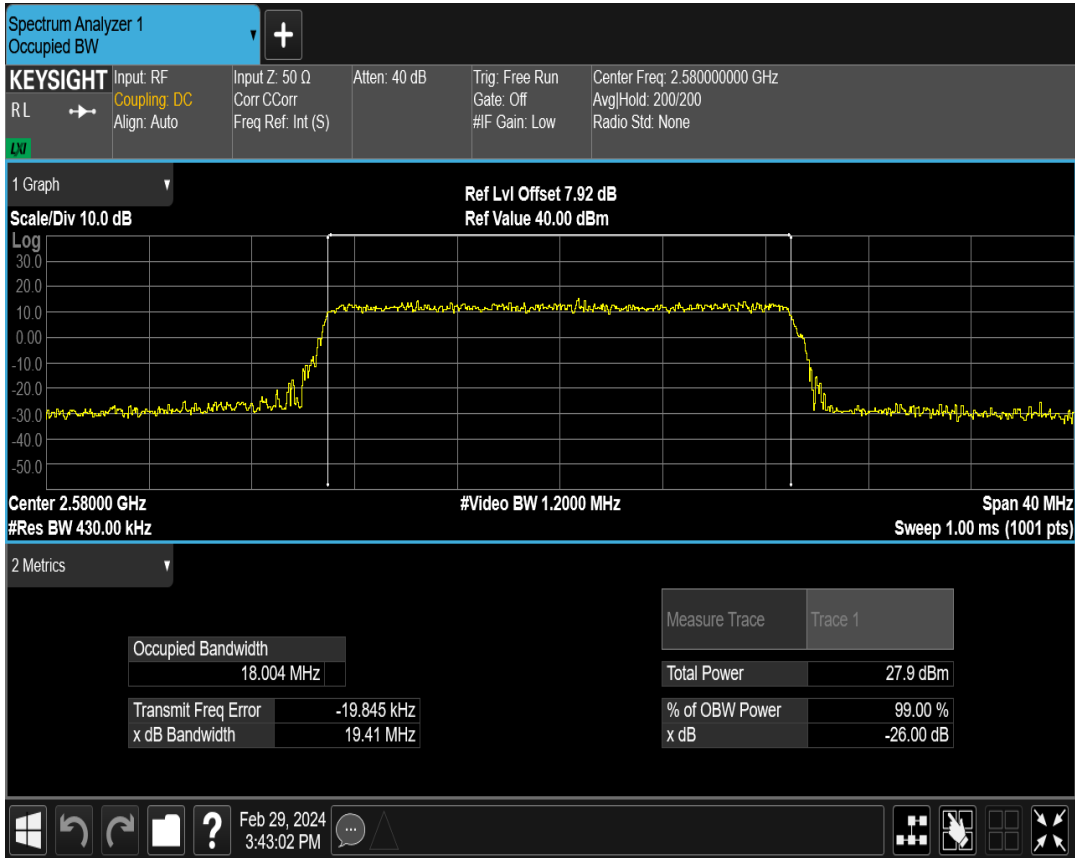 Spectrum Analyzer 1
Occupied BW
KEYSIGHT
R L
LXI
Input: RF
Coupling: DC
Align: Auto
Input Z: 50 Ω
Corr CCorr
Freq Ref: Int (S)
Atten: 40 dB
Trig: Free Run
Gate: Off
#IF Gain: Low
Center Freq: 2.580000000 GHz
Avg|Hold: 200/200
Radio Std: None
1 Graph
Scale/Div 10.0 dB
Ref Lvl Offset 7.92 dB
Ref Value 40.00 dBm
Log
30.0
20.0
10.0
0.00
-10.0
-20.0
-30.0
-40.0
-50.0
Center 2.58000 GHz
#Video BW 1.2000 MHz
Span 40 MHz
#Res BW 430.00 kHz
Sweep 1.00 ms (1001 pts)
2 Metrics
Measure Trace Trace 1
Occupied Bandwidth
18.004 MHz
Total Power 27.9 dBm
Transmit Freq Error -19.845 kHz
% of OBW Power 99.00 %
x dB Bandwidth 19.41 MHz
x dB -26.00 dB
?
Feb 29, 2024
3:43:02 PM